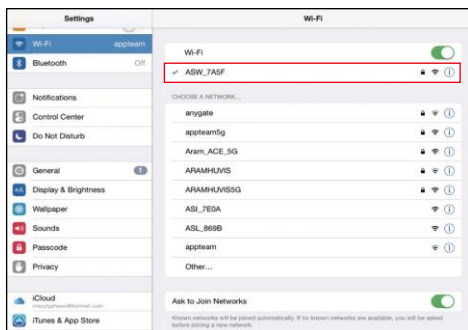 Settings
Wi-Fi
Wi-Fi
appteam
Bluetooth
Off
Notifications
Control Center
Do Not Disturb
General
1
Display & Brightness
Wallpaper
Sounds
Passcode
Privacy
iCloud
iTunes & App Store
Wi-Fi
ASW_7A5F
CHOOSE A NETWORK...
anygate
appteam5g
Aram_ACE_5G
ARAMHUVIS
ARAMHUVIS5G
ASI_7E0A
ASL_869B
appteam
Other...
Ask to Join Networks
Known networks will be joined automatically. If no known networks are available, you will be asked
before joining a new network.